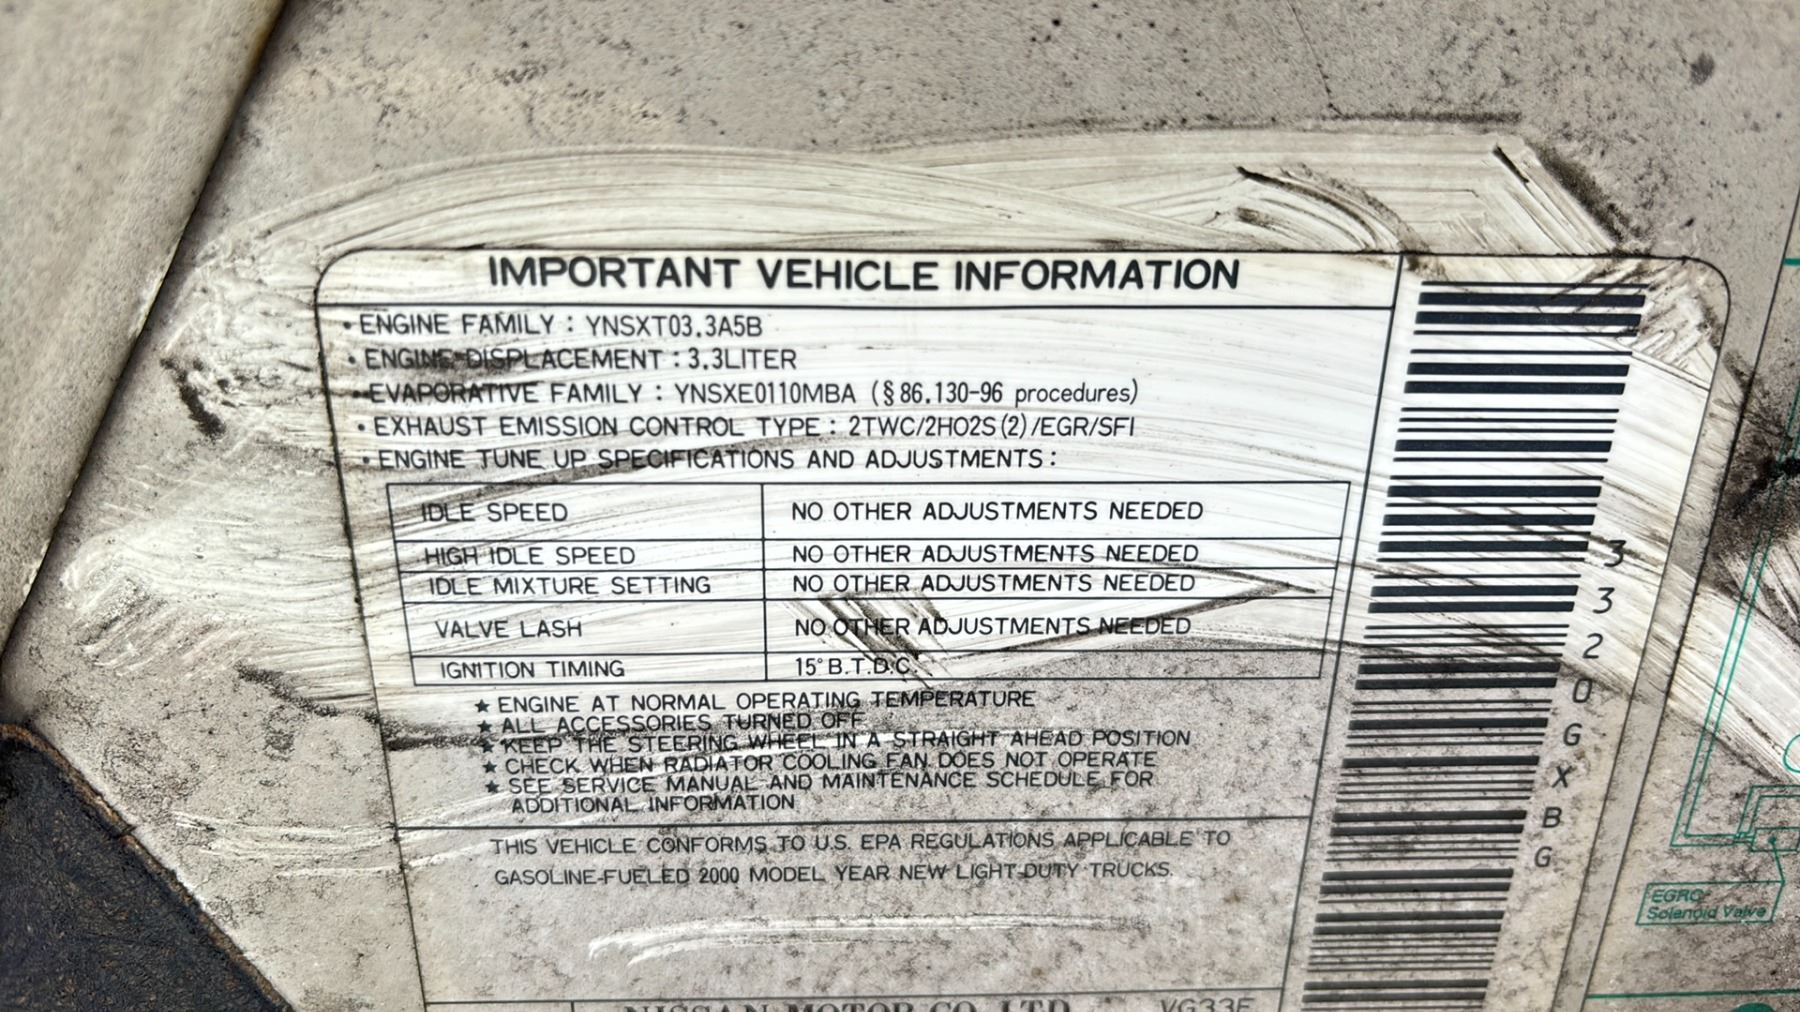 IMPORTANT VEHICLE INFORMATION
• ENGINE FAMILY : YNSXT03.3A5B
• ENGINE DISPLACEMENT : 3.3LITER
• EVAPORATIVE FAMILY : YNSXE0110MBA (§86.130-96 procedures)
• EXHAUST EMISSION CONTROL TYPE : 2TWC/2HO2S(2)/EGR/SFI
• ENGINE TUNE UP SPECIFICATIONS AND ADJUSTMENTS:
IDLE SPEED NO OTHER ADJUSTMENTS NEEDED
HIGH IDLE SPEED NO OTHER ADJUSTMENTS NEEDED
IDLE MIXTURE SETTING NO OTHER ADJUSTMENTS NEEDED
VALVE LASH NO OTHER ADJUSTMENTS NEEDED
IGNITION TIMING 15° B.T.D.C.
★ ENGINE AT NORMAL OPERATING TEMPERATURE
★ ALL ACCESSORIES TURNED OFF
★ KEEP THE STEERING WHEEL IN A STRAIGHT AHEAD POSITION
★ CHECK WHEN RADIATOR COOLING FAN DOES NOT OPERATE
★ SEE SERVICE MANUAL AND MAINTENANCE SCHEDULE FOR
ADDITIONAL INFORMATION
THIS VEHICLE CONFORMS TO U.S. EPA REGULATIONS APPLICABLE TO
GASOLINE-FUELED 2000 MODEL YEAR NEW LIGHT-DUTY TRUCKS.
NISSAN MOTOR CO., LTD. VG33E
3320GXBG
EGRC-
Solenoid Valve